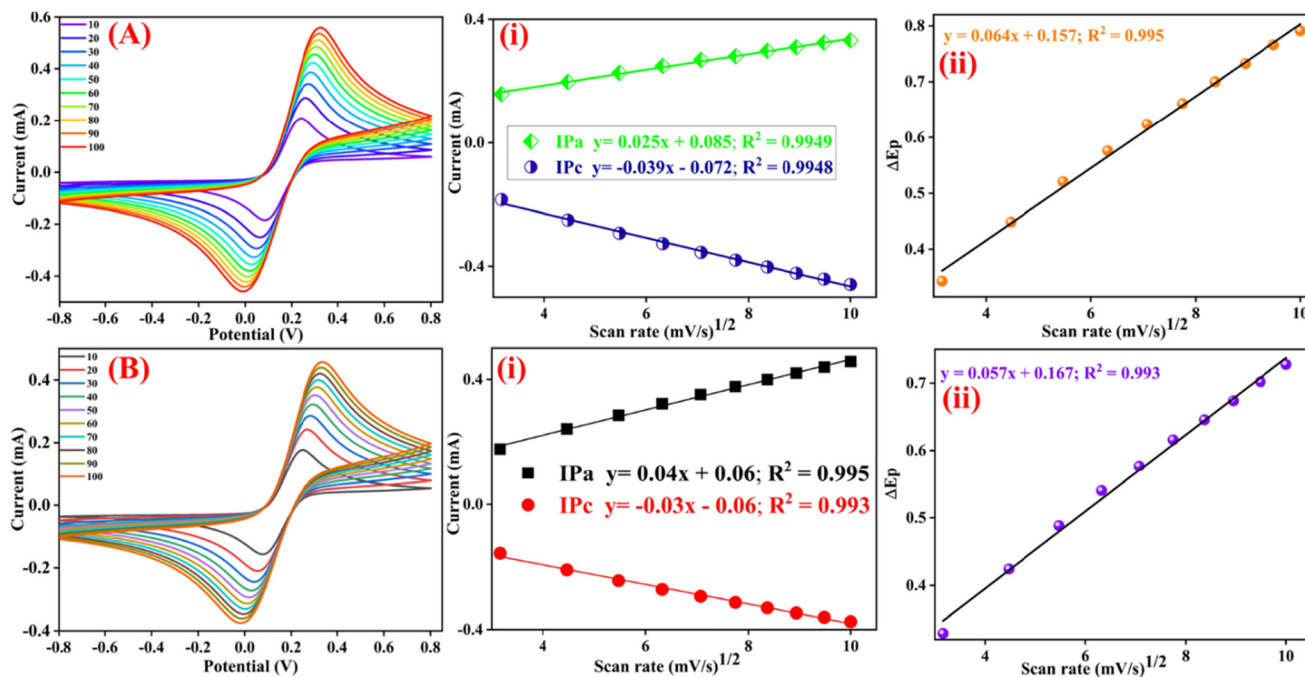 0.6
0.4
0.2
0.0
-0.2
-0.4
Current (mA)
10
20
30
40
50
60
70
80
90
100
(A)
-0.8 -0.6 -0.4 -0.2 0.0 0.2 0.4 0.6 0.8
Potential (V)
0.4
0.0
-0.4
Current (mA)
(i)
IPa y= 0.025x + 0.085; R² = 0.9949
IPc y= -0.039x - 0.072; R² = 0.9948
4 6 8 10
Scan rate (mV/s)^1/2
0.8
0.7
0.6
0.5
0.4
ΔEp
y = 0.064x + 0.157; R² = 0.995
(ii)
4 6 8 10
Scan rate (mV/s)^1/2
0.4
0.2
0.0
-0.2
-0.4
Current (mA)
10
20
30
40
50
60
70
80
90
100
(B)
-0.8 -0.6 -0.4 -0.2 0.0 0.2 0.4 0.6 0.8
Potential (V)
0.4
0.0
-0.4
Current (mA)
(i)
IPa y= 0.04x + 0.06; R² = 0.995
IPc y= -0.03x - 0.06; R² = 0.993
4 6 8 10
Scan rate (mV/s)^1/2
0.7
0.6
0.5
0.4
ΔEp
y = 0.057x + 0.167; R² = 0.993
(ii)
4 6 8 10
Scan rate (mV/s)^1/2